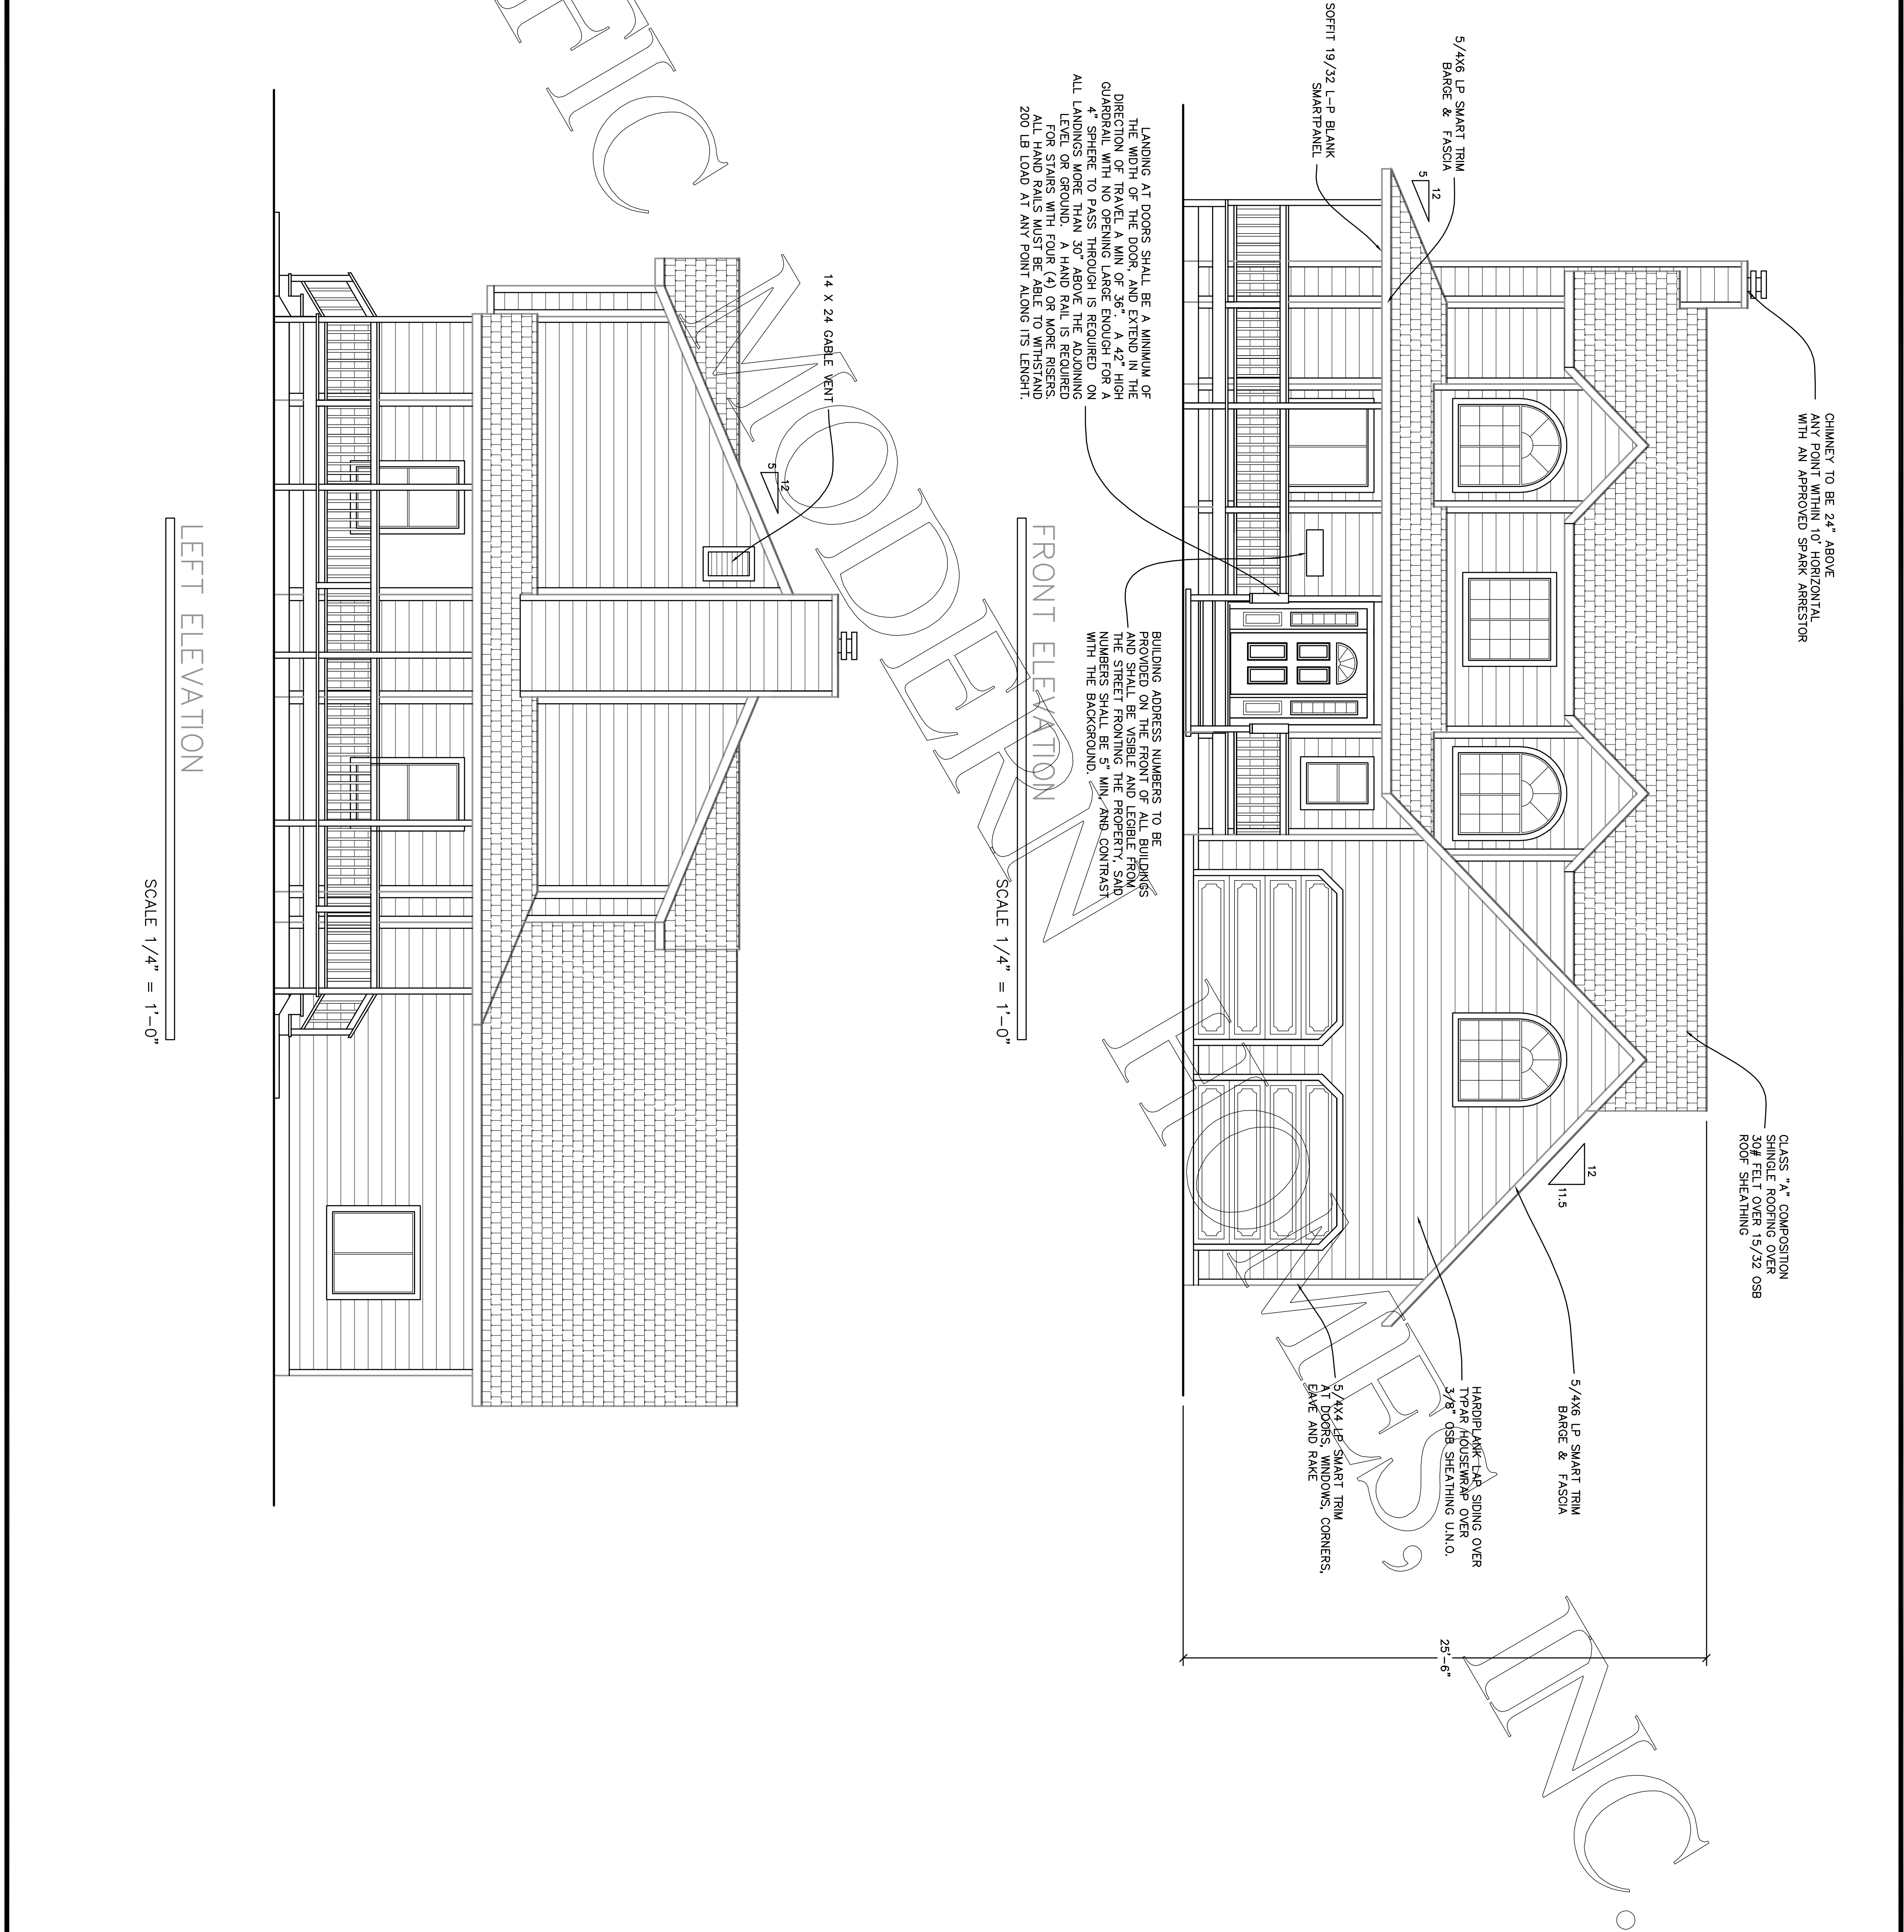 CHIMNEY TO BE 24" ABOVE
ANY POINT WITHIN 10' HORIZONTAL
WITH AN APPROVED SPARK ARRESTOR
CLASS "A" COMPOSITION
SHINGLE ROOFING OVER
30# FELT OVER 15/32 OSB
ROOF SHEATHING
12
11.5
5/4X6 LP SMART TRIM
BARGE & FASCIA
12
5
SOFFIT 19/32 L-P BLANK
SMARTPANEL
5/4X6 LP SMART TRIM
BARGE & FASCIA
HARDIPLANK LAP SIDING OVER
TYPAR HOUSEWRAP OVER
3/8" OSB SHEATHING U.N.O.
5/4X4 LP SMART TRIM
AT DOORS, WINDOWS, CORNERS,
EAVE AND RAKE
25'-6"
LANDING AT DOORS SHALL BE A MINIMUM OF
THE WIDTH OF THE DOOR, AND EXTEND IN THE
DIRECTION OF TRAVEL A MIN OF 36". A 42" HIGH
GUARDRAIL WITH NO OPENING LARGE ENOUGH FOR A
4" SPHERE TO PASS THROUGH IS REQUIRED ON
ALL LANDINGS MORE THAN 30" ABOVE THE ADJOINING
LEVEL OR GROUND. A HAND RAIL IS REQUIRED
FOR STAIRS WITH FOUR (4) OR MORE RISERS.
ALL HAND RAILS MUST BE ABLE TO WITHSTAND
200 LB LOAD AT ANY POINT ALONG ITS LENGHT.
BUILDING ADDRESS NUMBERS TO BE
PROVIDED ON THE FRONT OF ALL BUILDINGS
AND SHALL BE VISIBLE AND LEGIBLE FROM
THE STREET FRONTING THE PROPERTY, SAID
NUMBERS SHALL BE 5" MIN. AND CONTRAST
WITH THE BACKGROUND.
FRONT ELEVATION
SCALE 1/4" = 1'-0"
14 X 24 GABLE VENT
12
5
LEFT ELEVATION
SCALE 1/4" = 1'-0"
FIC MODERN HOMES, INC.